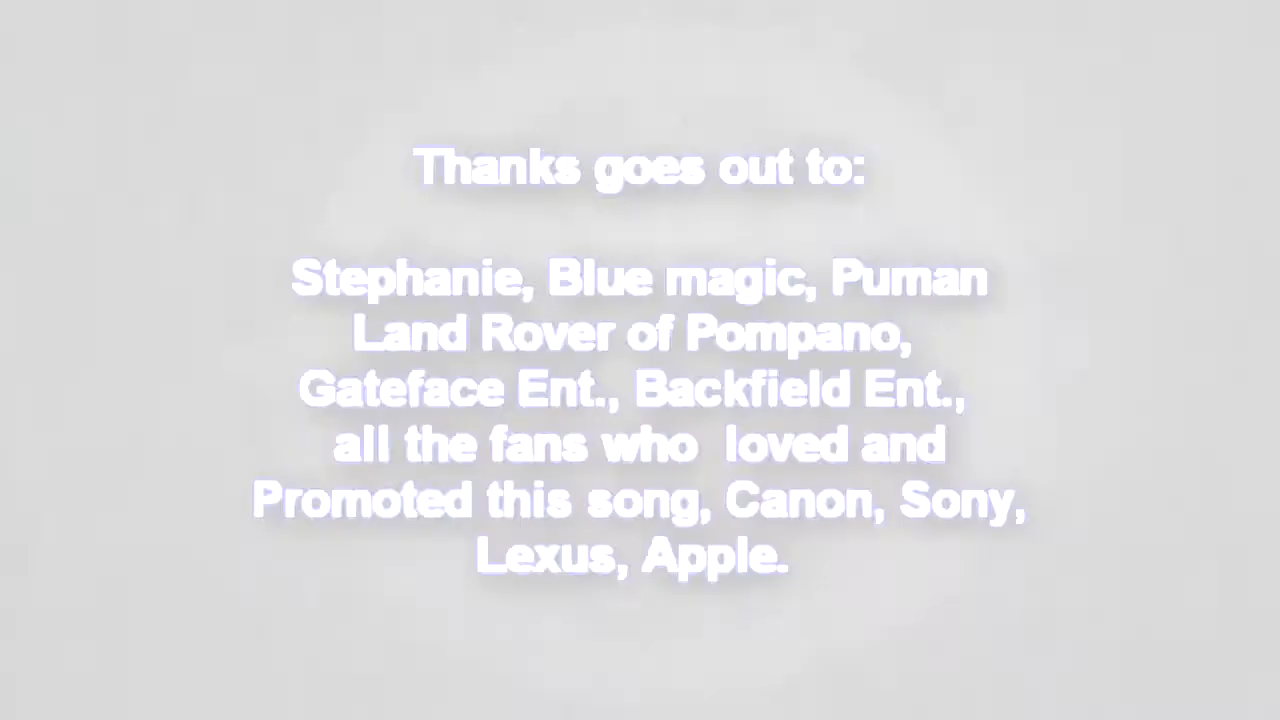 Thanks goes out to:
Stephanie, Blue magic, Puman
Land Rover of Pompano,
Gateface Ent., Backfield Ent.,
all the fans who  loved and
Promoted this song, Canon, Sony,
Lexus, Apple.